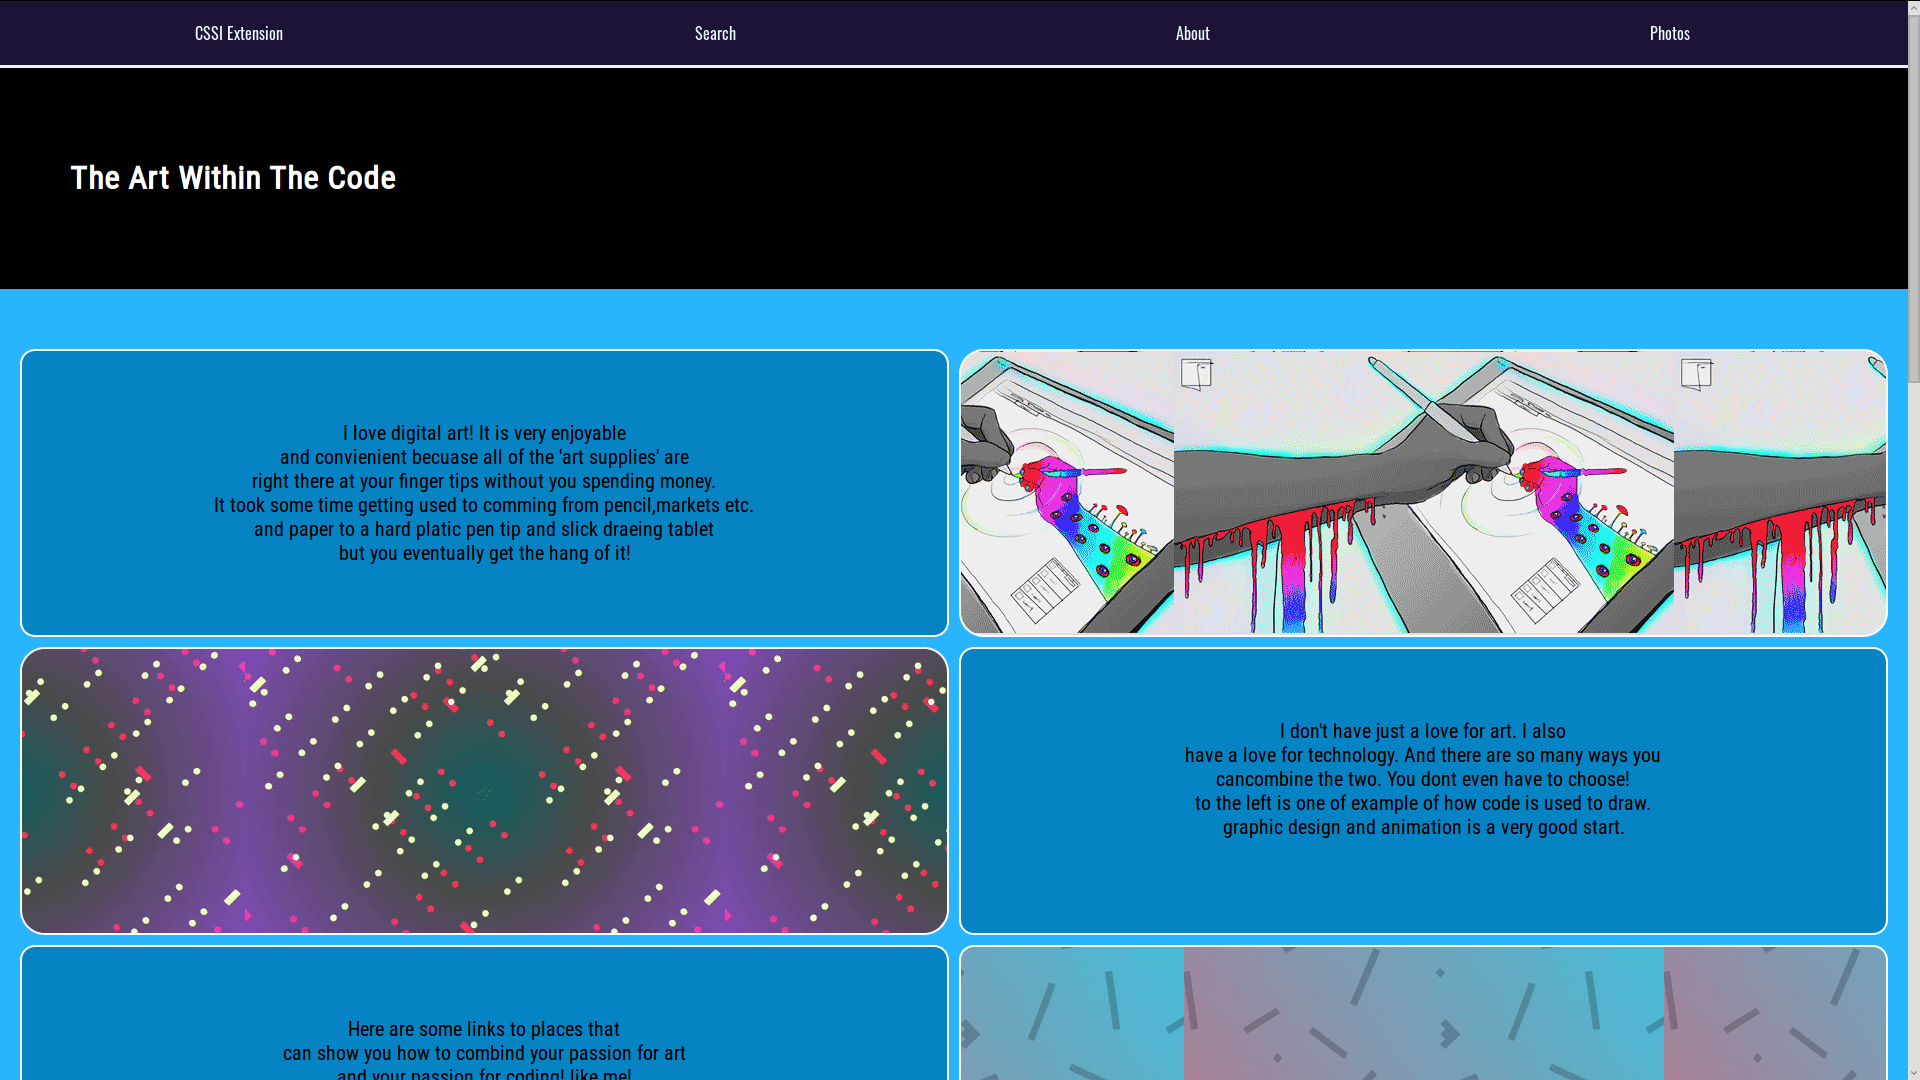 CSSI Extension
Search
About
Photos
The Art Within The Code
I love digital art! It is very enjoyable
and convienient becuase all of the 'art supplies' are
right there at your finger tips without you spending money.
It took some time getting used to comming from pencil,markets etc.
and paper to a hard platic pen tip and slick draeing tablet
but you eventually get the hang of it!
I don't have just a love for art. I also
have a love for technology. And there are so many ways you
cancombine the two. You dont even have to choose!
to the left is one of example of how code is used to draw.
graphic design and animation is a very good start.
Here are some links to places that
can show you how to combind your passion for art
and your passion for coding! like me!